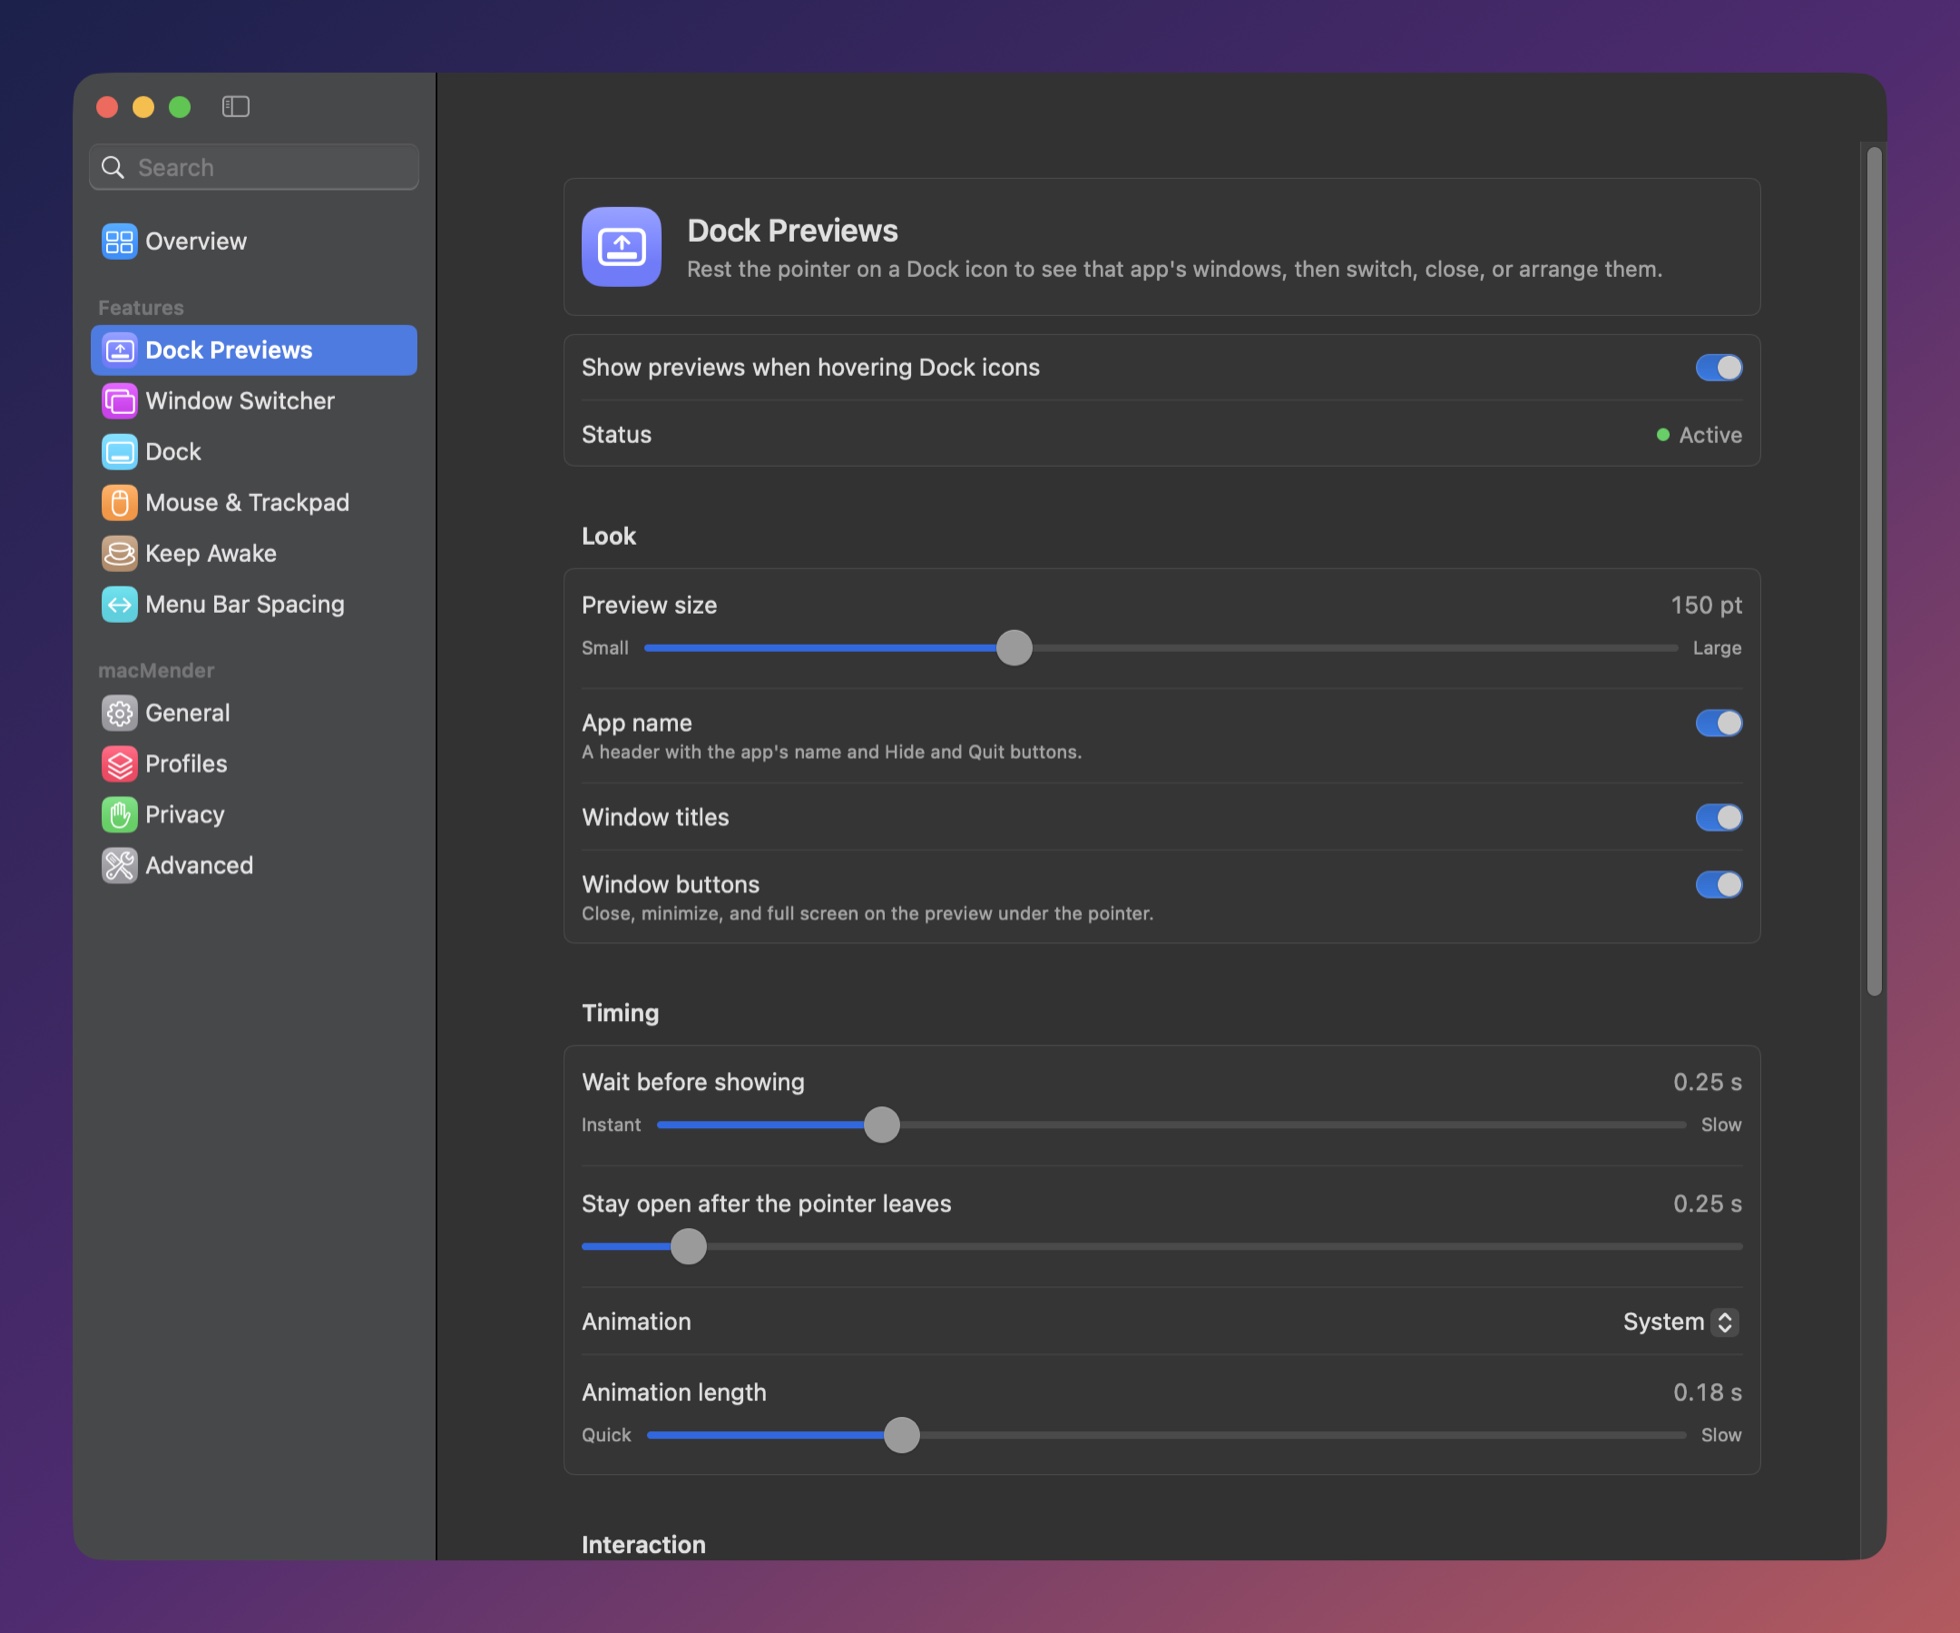 Search
Overview
Features
Dock Previews
Window Switcher
Dock
Mouse & Trackpad
Keep Awake
Menu Bar Spacing
macMender
General
Profiles
Privacy
Advanced
Dock Previews
Rest the pointer on a Dock icon to see that app's windows, then switch, close, or arrange them.
Show previews when hovering Dock icons
Status
Active
Look
Preview size
150 pt
Small
Large
App name
A header with the app's name and Hide and Quit buttons.
Window titles
Window buttons
Close, minimize, and full screen on the preview under the pointer.
Timing
Wait before showing
0.25 s
Instant
Slow
Stay open after the pointer leaves
0.25 s
Animation
System
Animation length
0.18 s
Quick
Slow
Interaction